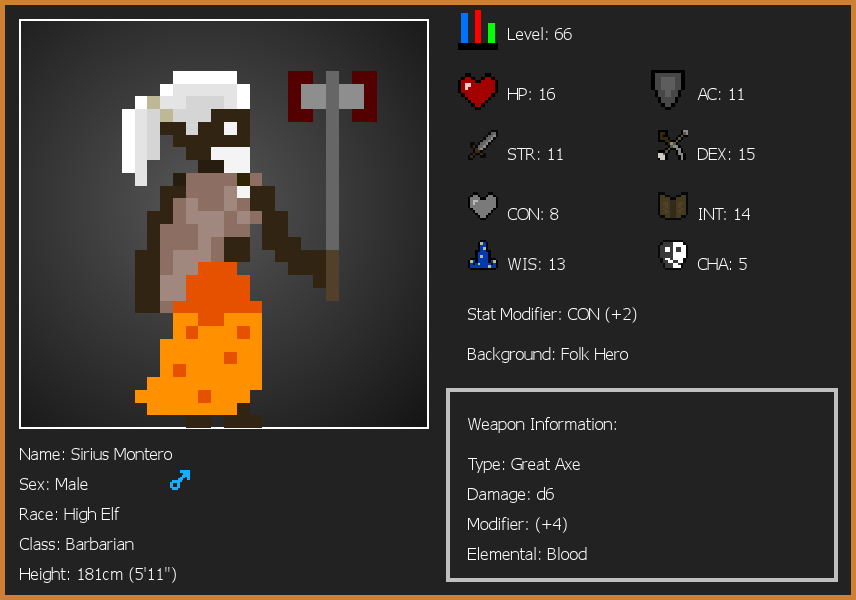 Level: 66
HP: 16
AC: 11
STR: 11
DEX: 15
CON: 8
INT: 14
WIS: 13
CHA: 5
Stat Modifier: CON (+2)
Background: Folk Hero
Weapon Information:
Type: Great Axe
Damage: d6
Modifier: (+4)
Elemental: Blood
Name: Sirius Montero
Sex: Male
Race: High Elf
Class: Barbarian
Height: 181cm (5'11")